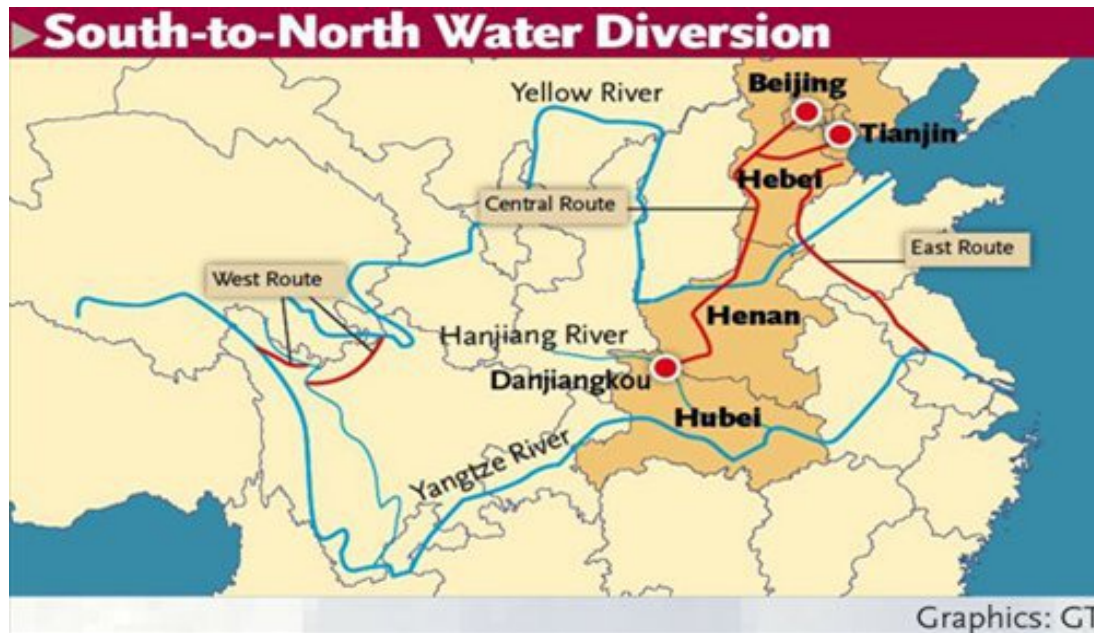 South-to-North Water Diversion
Beijing
Yellow River
Tianjin
Hebei
Central Route
East Route
West Route
Henan
Hanjiang River
Danjiangkou
Hubei
Yangtze River
Graphics: GT